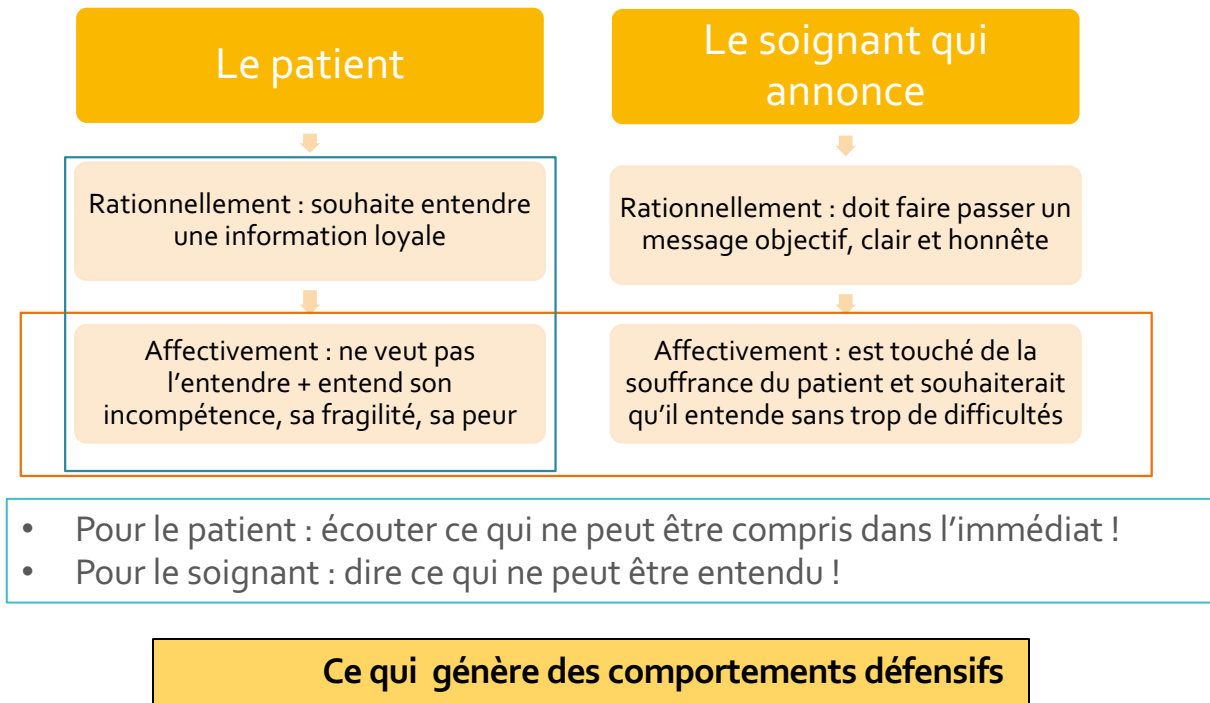 Le patient
Rationnellement : souhaite entendre
une information loyale
Affectivement : ne veut pas
l'entendre + entend son
incompétence, sa fragilité, sa peur
Le soignant qui
annonce
Rationnellement : doit faire passer un
message objectif, clair et honnête
Affectivement : est touché de la
souffrance du patient et souhaiterait
qu'il entende sans trop de difficultés
• Pour le patient : écouter ce qui ne peut être compris dans l'immédiat !
• Pour le soignant : dire ce qui ne peut être entendu !
Ce qui génère des comportements défensifs